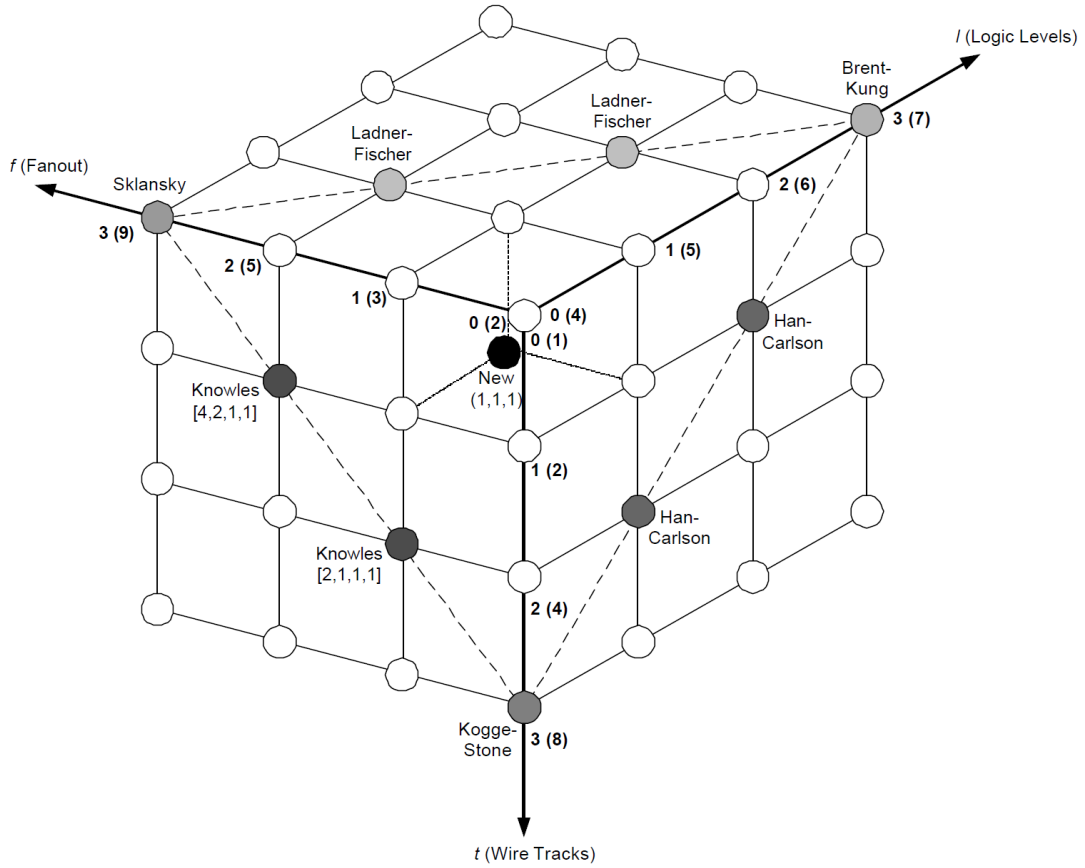 l (Logic Levels)
Brent-
Kung
3 (7)
Ladner-
Fischer
Ladner-
Fischer
2 (6)
f (Fanout)
Sklansky
3 (9)
2 (5)
1 (5)
1 (3)
0 (2)
0 (4)
0 (1)
New
(1,1,1)
Han-
Carlson
Knowles
[4,2,1,1]
1 (2)
Han-
Carlson
Knowles
[2,1,1,1]
2 (4)
Kogge-
Stone
3 (8)
t (Wire Tracks)